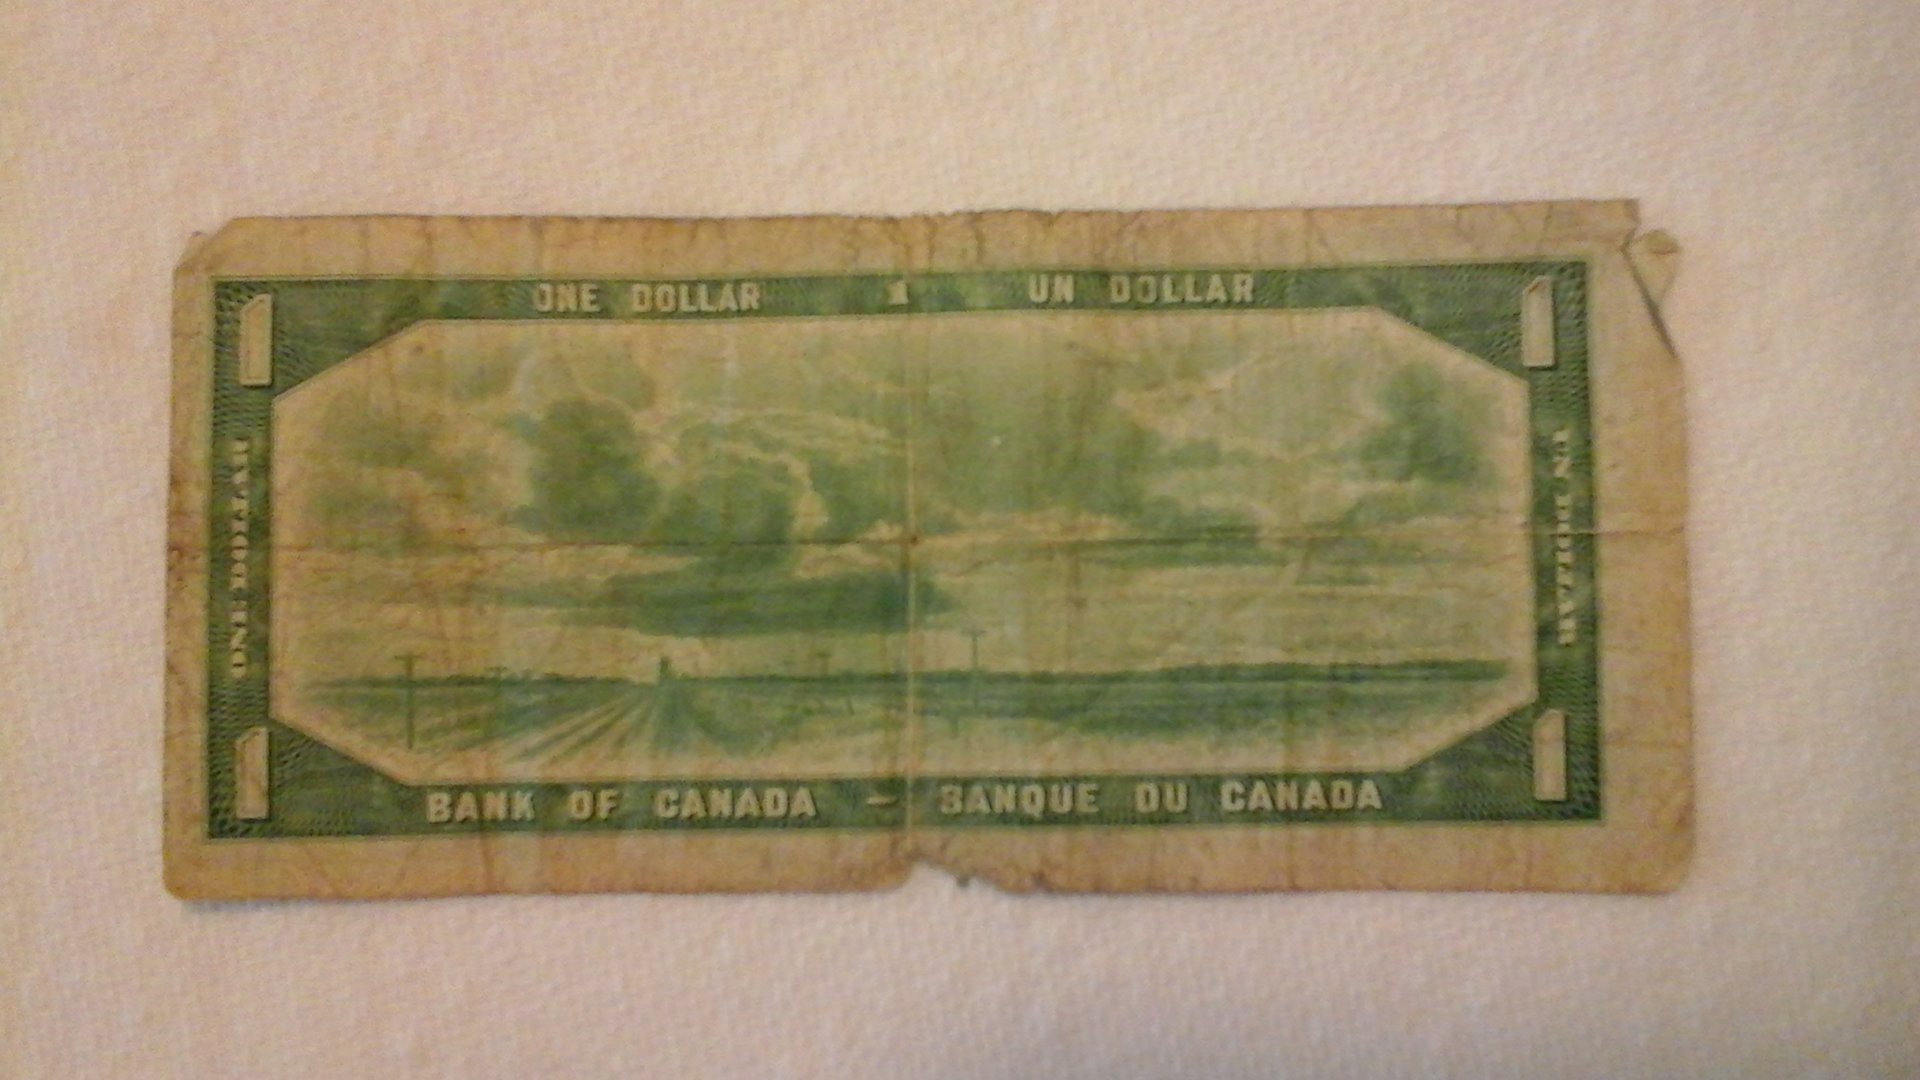 ONE DOLLAR 1 UN DOLLAR
1 1
ONE DOLLAR
UN DOLLAR
1 1
BANK OF CANADA – BANQUE DU CANADA